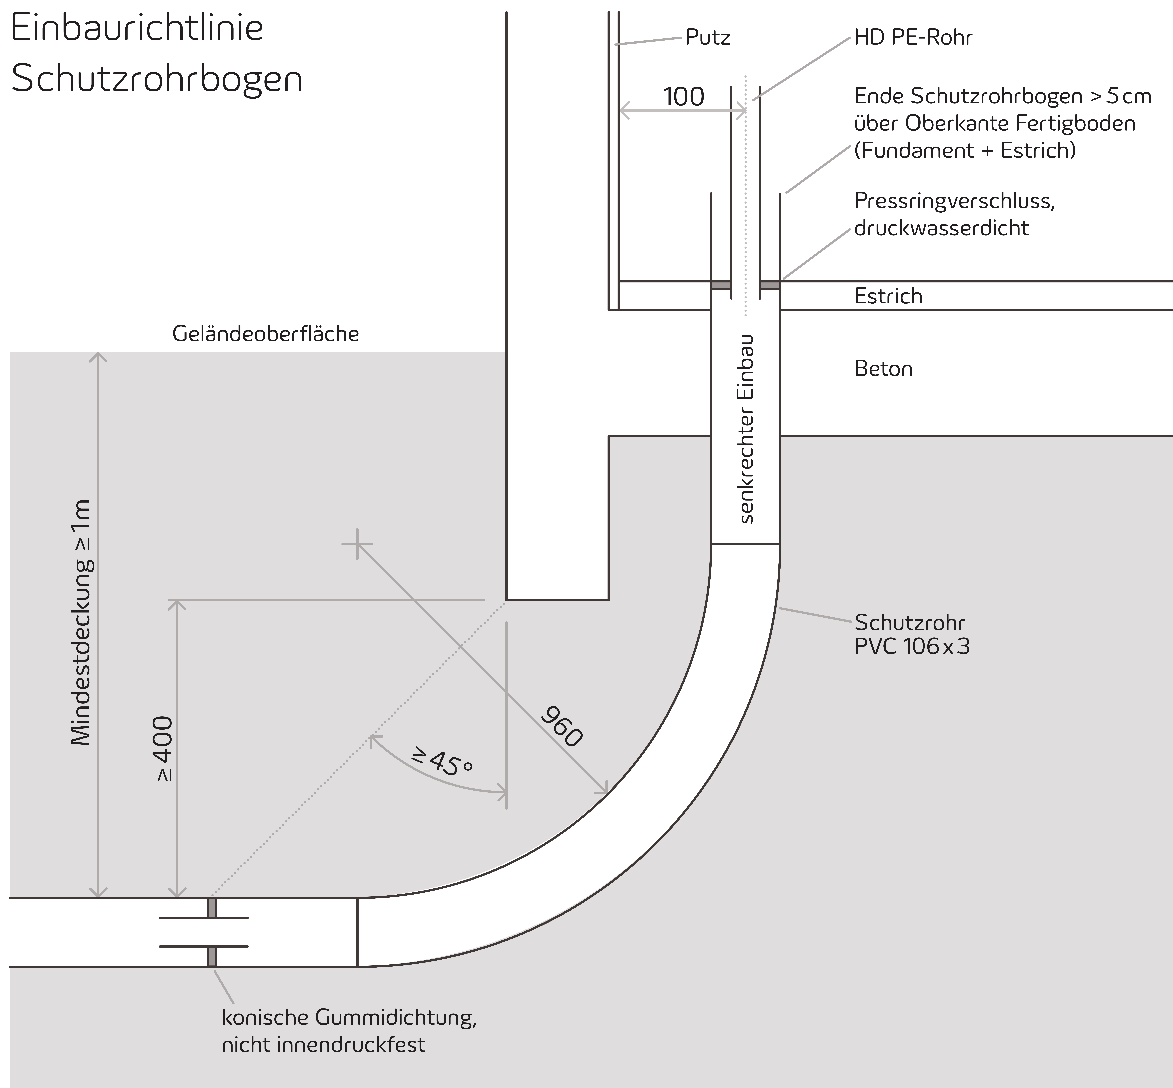 Einbaurichtlinie
Schutzrohrbogen
Putz
HD PE-Rohr
100
Ende Schutzrohrbogen > 5 cm
über Oberkante Fertigboden
(Fundament + Estrich)
Pressringverschluss,
druckwasserdicht
Estrich
Geländeoberfläche
Beton
senkrechter Einbau
Mindestdeckung ≥ 1m
≥ 400
960
≥ 45°
Schutzrohr
PVC 106 x 3
konische Gummidichtung,
nicht innendruckfest